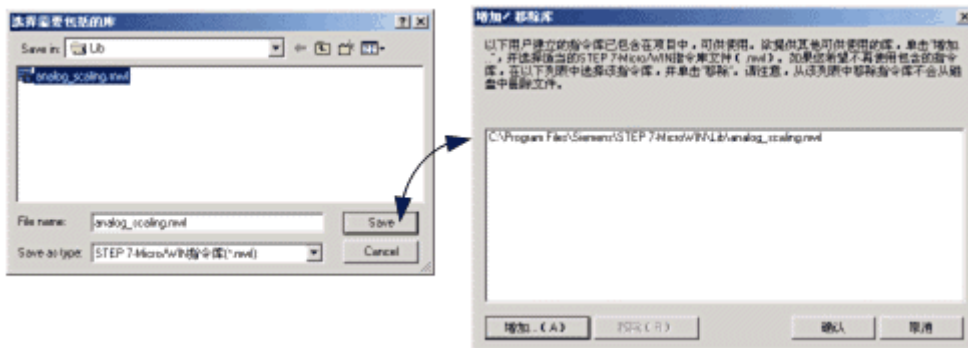 选择需要包括的库
Save in: Lib
analog_scaling.mwl
File name: analog_scaling.mwl
Save
Save as type: STEP 7-Micro/WIN指令库(*.mwl)
Cancel
增加/移除库
以下用户建立的指令库已包含在项目中，可供使用。欲提供其他可供使用的库，单击"增加
..."，并选择适当的STEP 7-Micro/WIN指令库文件（.mwl）。如果您希望不再使用包含的指令
库，在以下列表中选择该指令库，并单击"移除"。请注意，从该列表中移除指令库不会从磁
盘中删除文件。
C:\Program Files\Siemens\STEP 7-MicroWIN\Lib\analog_scaling.mwl
增加...(A)
移除(R)
确认
取消